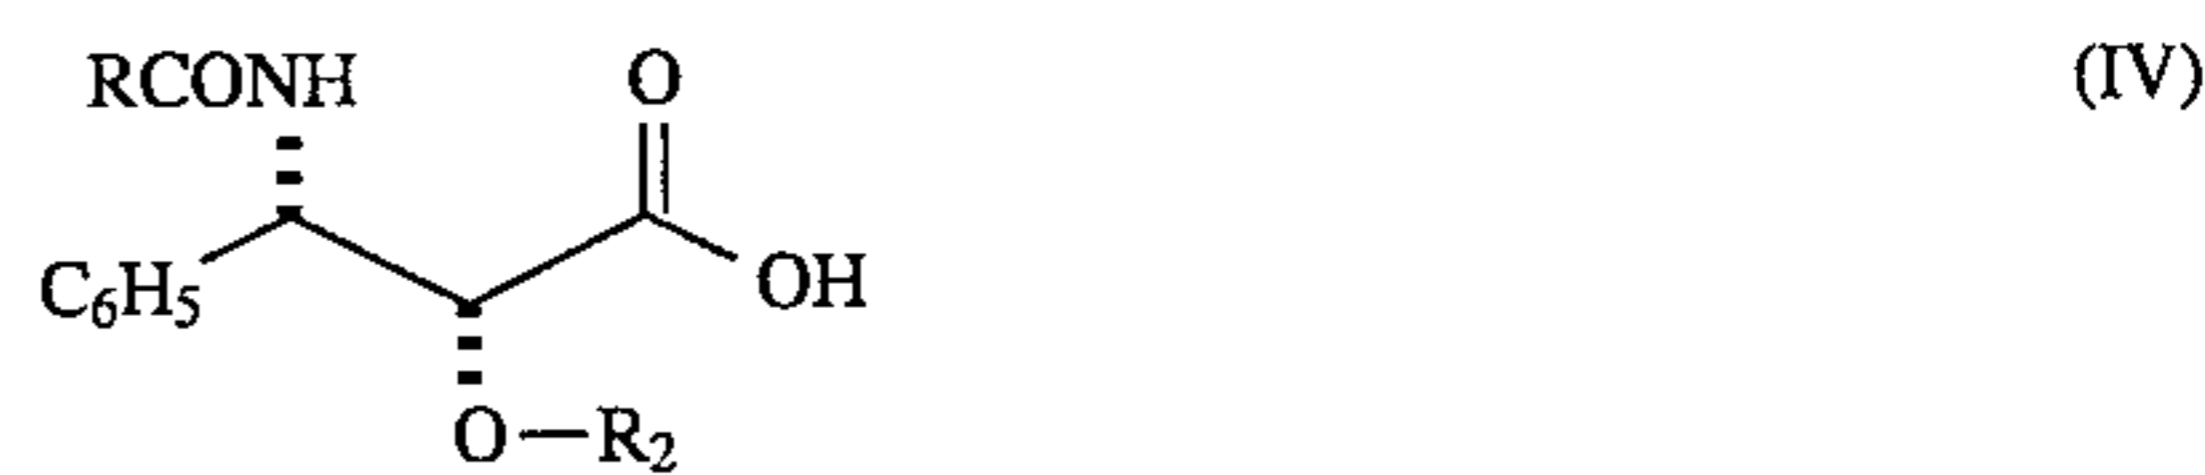 RCONH O (IV)
C₆H₅ OH
O—R₂